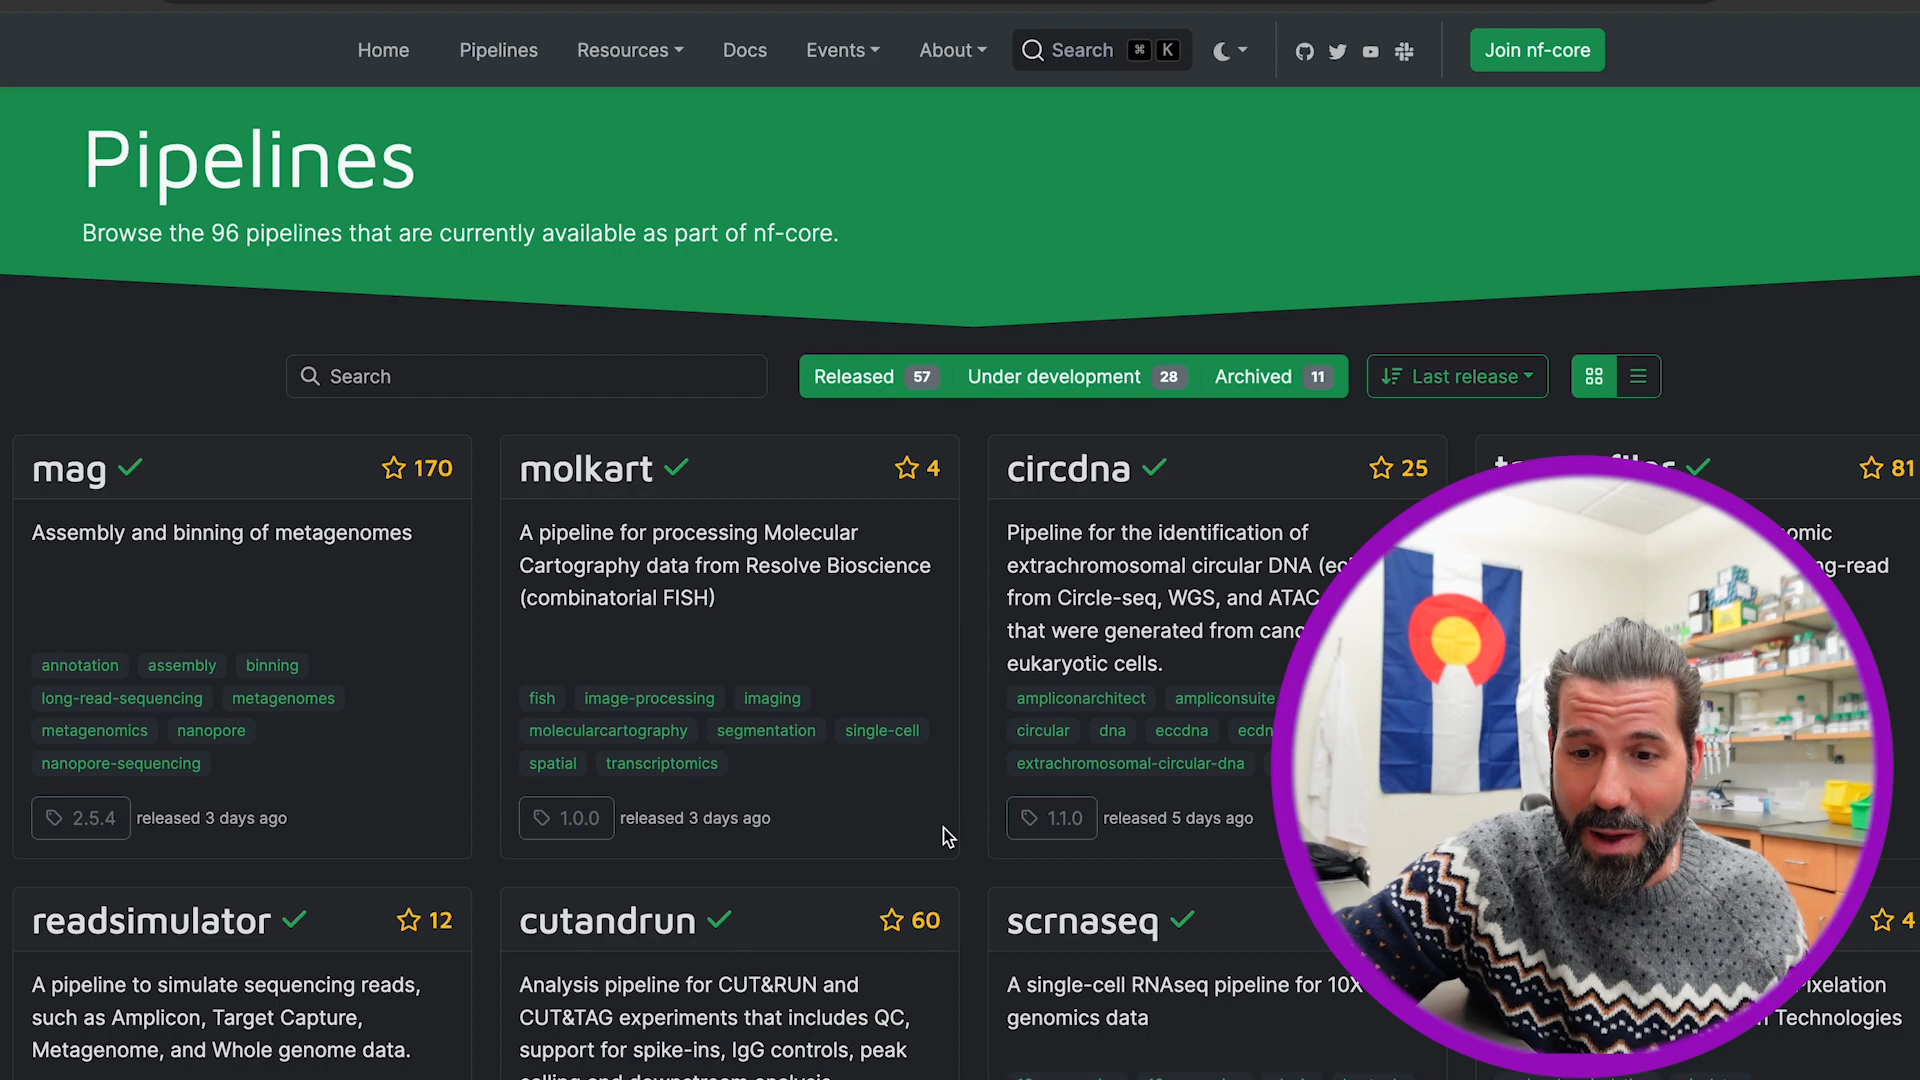 Home Pipelines Resources Docs Events About Search ⌘ K Join nf-core
Pipelines
Browse the 96 pipelines that are currently available as part of nf-core.
Search Released 57 Under development 28 Archived 11 Last release
mag 170
Assembly and binning of metagenomes
annotation assembly binning
long-read-sequencing metagenomes
metagenomics nanopore
nanopore-sequencing
2.5.4 released 3 days ago
molkart 4
A pipeline for processing Molecular
Cartography data from Resolve Bioscience
(combinatorial FISH)
fish image-processing imaging
molecularcartography segmentation single-cell
spatial transcriptomics
1.0.0 released 3 days ago
circdna 25
Pipeline for the identification of
extrachromosomal circular DNA
from Circle-seq, WGS, and ATAC
that were generated from
eukaryotic cells.
ampliconarchitect ampliconsuite
circular dna eccdna
extrachromosomal-circular-dna
1.1.0 released 5 days ago
81
readsimulator 12
A pipeline to simulate sequencing reads,
such as Amplicon, Target Capture,
Metagenome, and Whole genome data.
cutandrun 60
Analysis pipeline for CUT&RUN and
CUT&TAG experiments that includes QC,
support for spike-ins, IgG controls, peak
calling and downstream analysis.
scrnaseq
A single-cell RNAseq pipeline for 10X
genomics data
4
Technologies